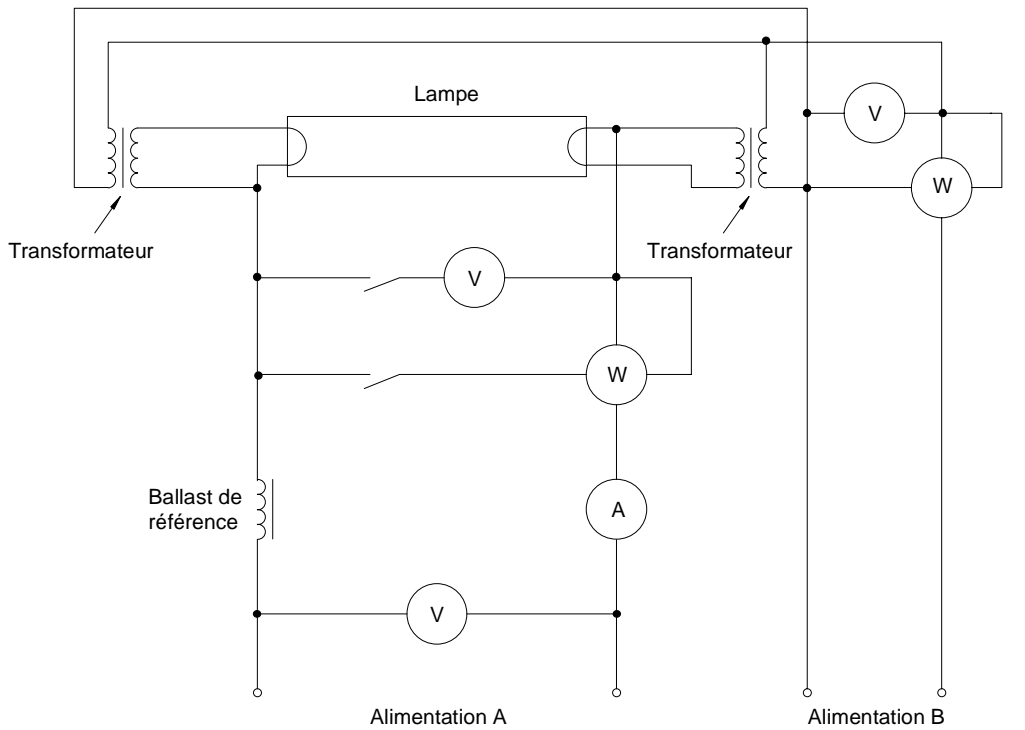 Lampe
V
W
Transformateur
Transformateur
V
W
Ballast de
référence
A
V
Alimentation A
Alimentation B